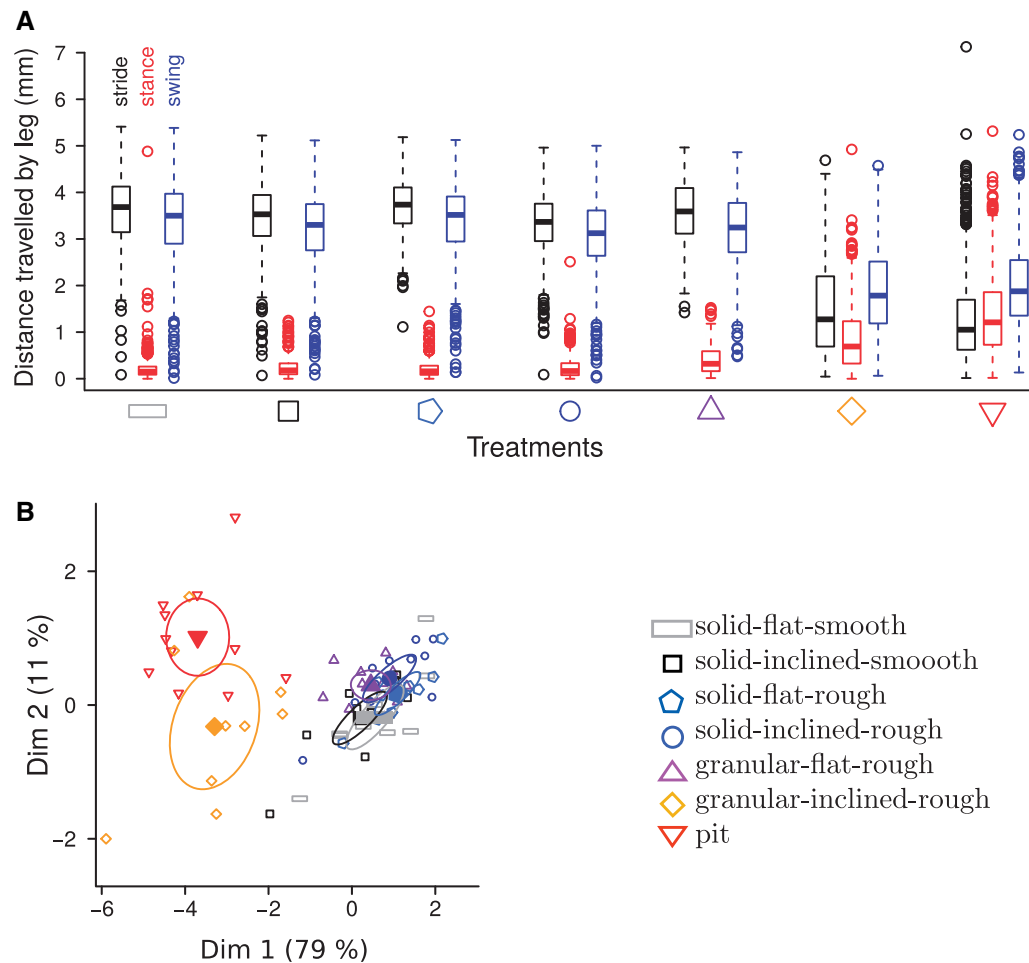 A
Distance travelled by leg (mm)
7
6
5
4
3
2
1
0
stride
stance
swing
Treatments
B
Dim 2 (11 %)
2
0
−2
−6
−4
−2
0
2
Dim 1 (79 %)
solid-flat-smooth
solid-inclined-smoooth
solid-flat-rough
solid-inclined-rough
granular-flat-rough
granular-inclined-rough
pit